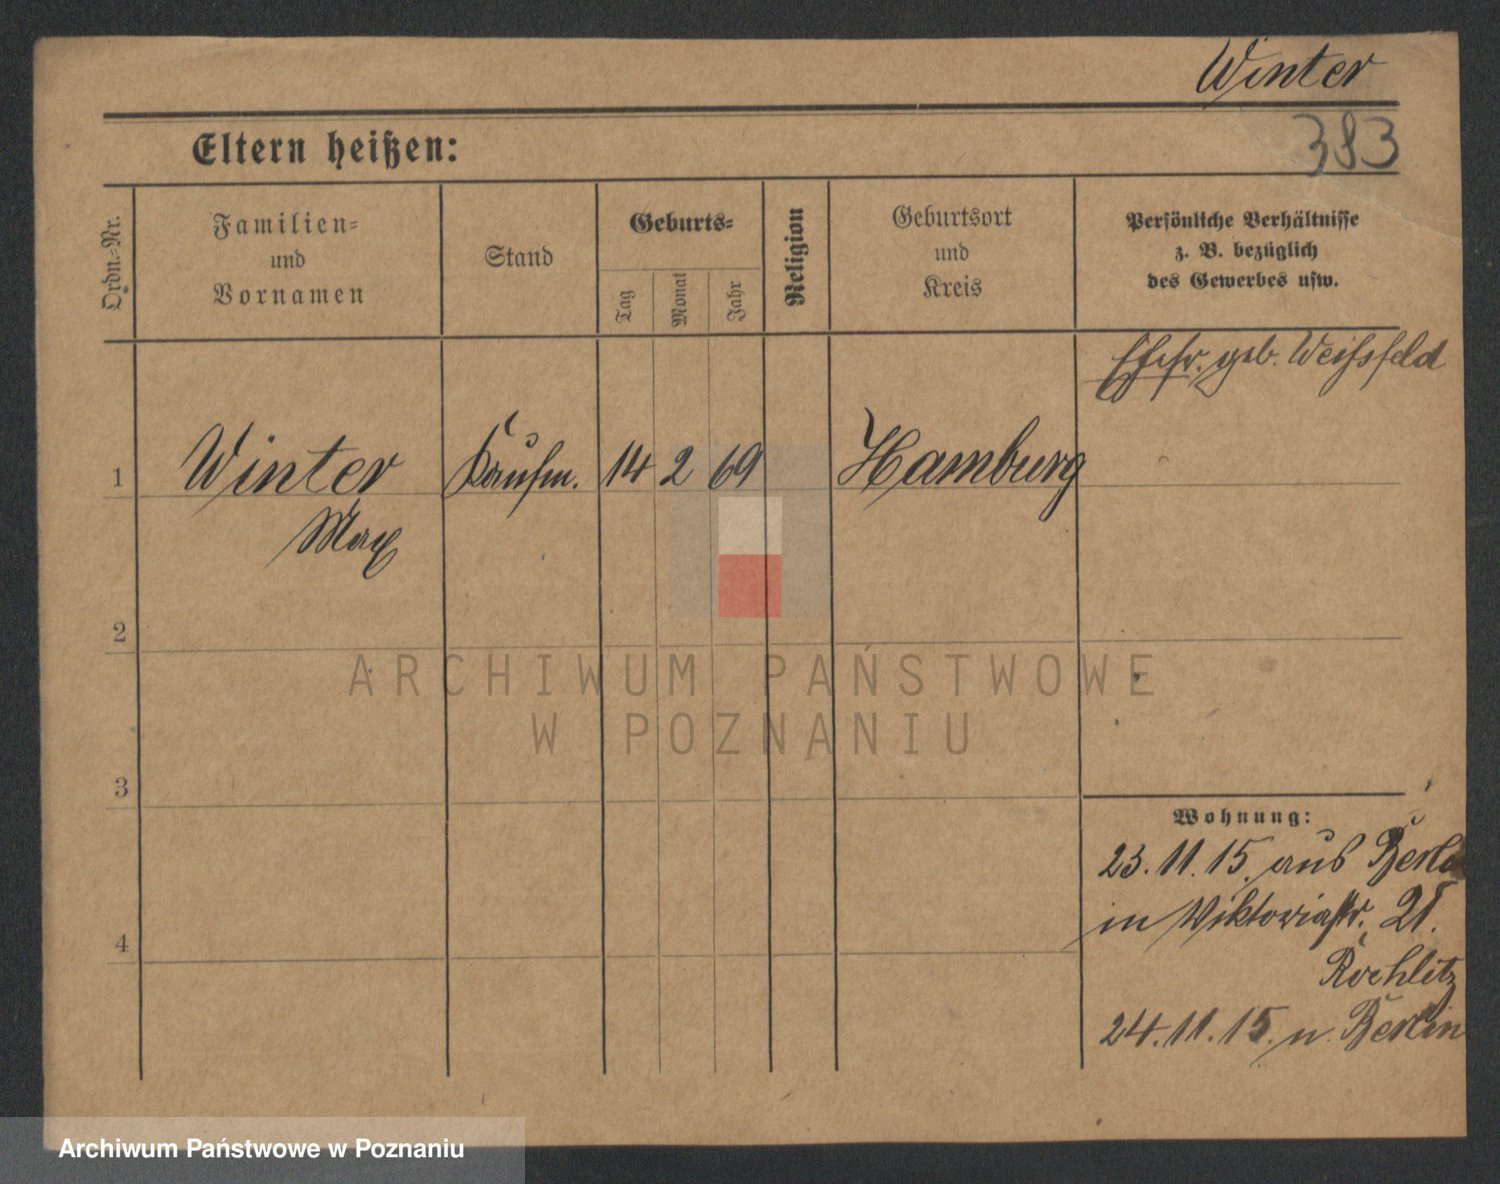 Winter
383
Eltern heißen:
Ordn.-Nr.
Familien-
und
Vornamen
Stand
Geburts-
Tag
Monat
Jahr
Religion
Geburtsort
und
Kreis
Persönliche Verhältnisse
z. B. bezüglich
des Gewerbes usw.
Ehefr. geb. Weissfeld
1
Winter
Kaufm.
14
2
69
Hamburg
Max
2
ARCHIWUM PAŃSTWOWE
W POZNANIU
3
Wohnung:
23.11.15. aus Berlin
in Viktoriastr. 21.
4
Rochlitz
24.11.15. n. Berlin
Archiwum Państwowe w Poznaniu